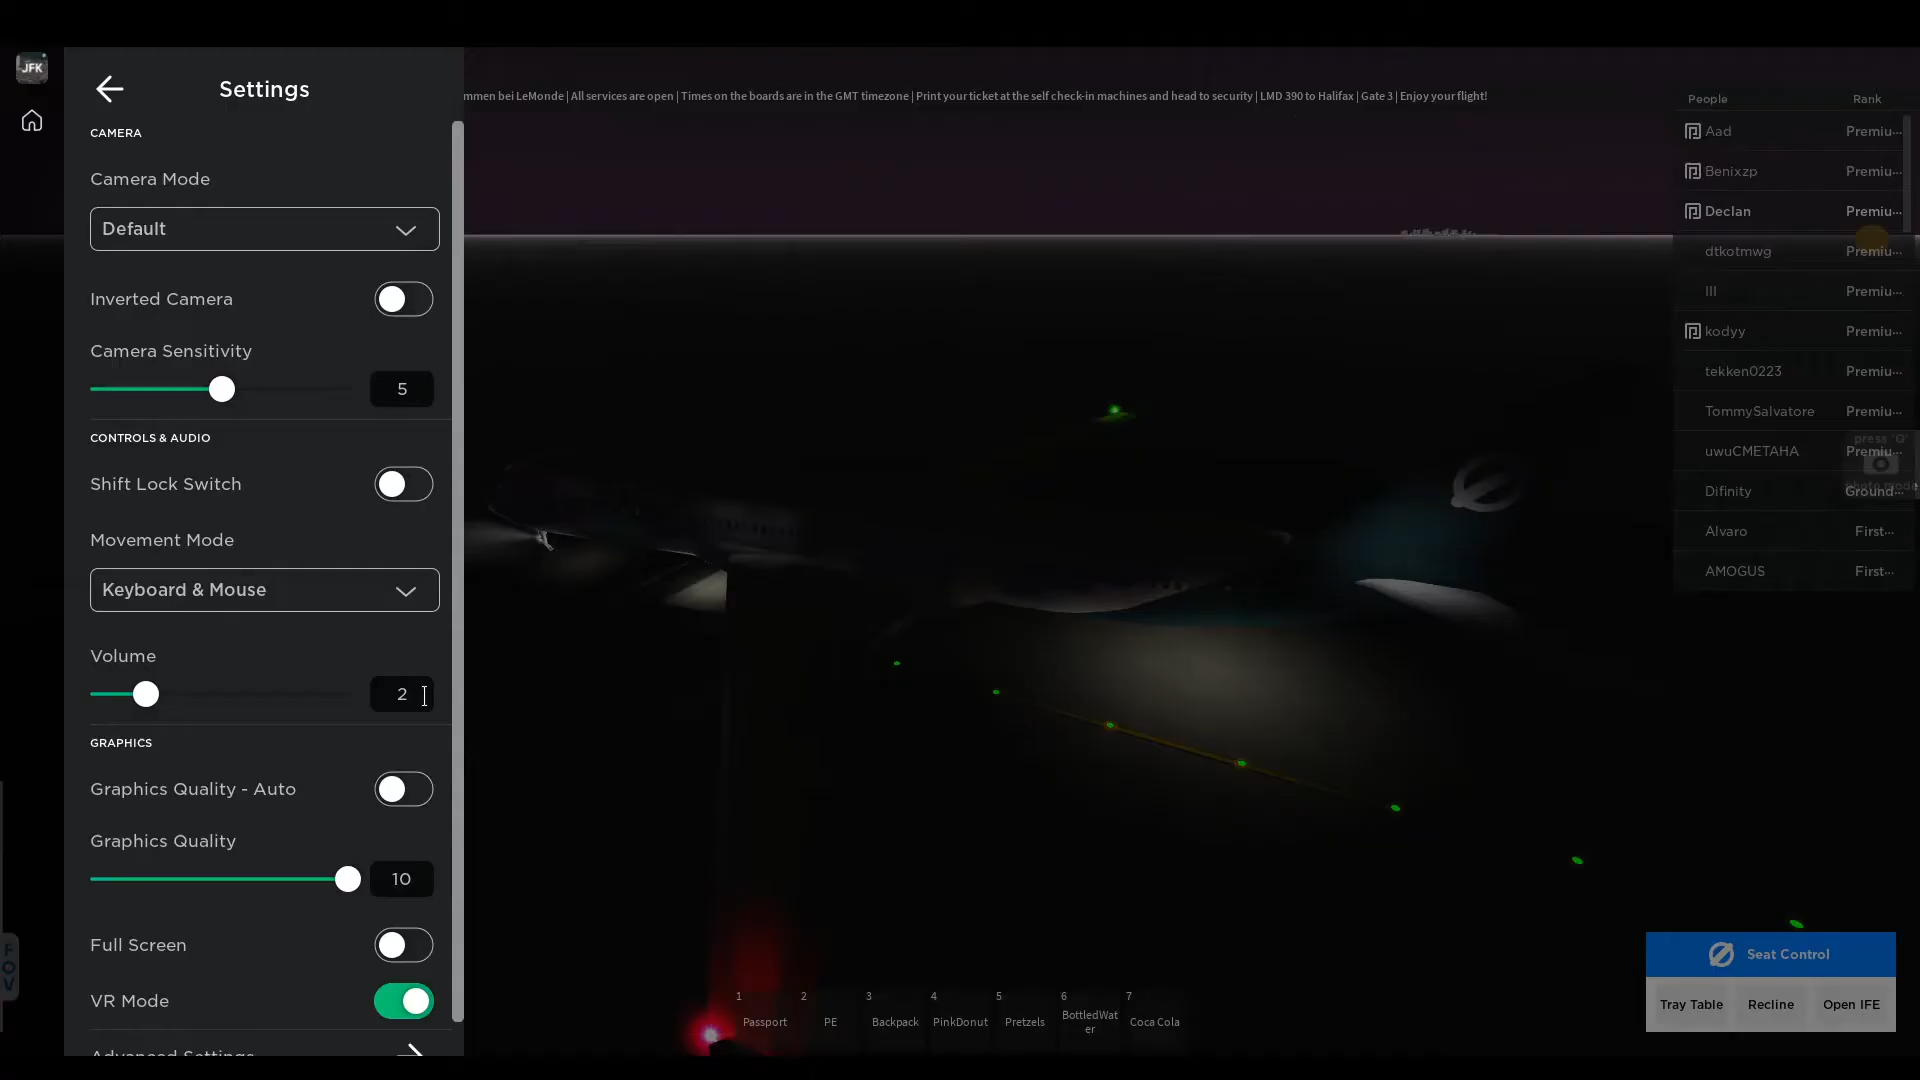 JFK
Settings
mmen bei LeMonde | All services are open | Times on the boards are in the GMT timezone | Print your ticket at the self check-in machines and head to security | LMD 390 to Halifax | Gate 3 | Enjoy your flight!
CAMERA
Camera Mode
Default
Inverted Camera
Camera Sensitivity
5
CONTROLS & AUDIO
Shift Lock Switch
Movement Mode
Keyboard & Mouse
Volume
2
GRAPHICS
Graphics Quality - Auto
Graphics Quality
10
Full Screen
VR Mode
Advanced Settings
FOV
People Rank
Aad Premiu...
Benixzp Premiu...
Declan Premiu...
dtkotmwg Premiu...
III Premiu...
kodyy Premiu...
tekken0223 Premiu...
TommySalvatore Premiu...
press 'Q'
uwuCMETAHA Premiu...
photo mode
Difinity Ground...
Alvaro First...
AMOGUS First...
1 2 3 4 5 6 7
Passport PE Backpack PinkDonut Pretzels BottledWat
er Coca Cola
Seat Control
Tray Table Recline Open IFE